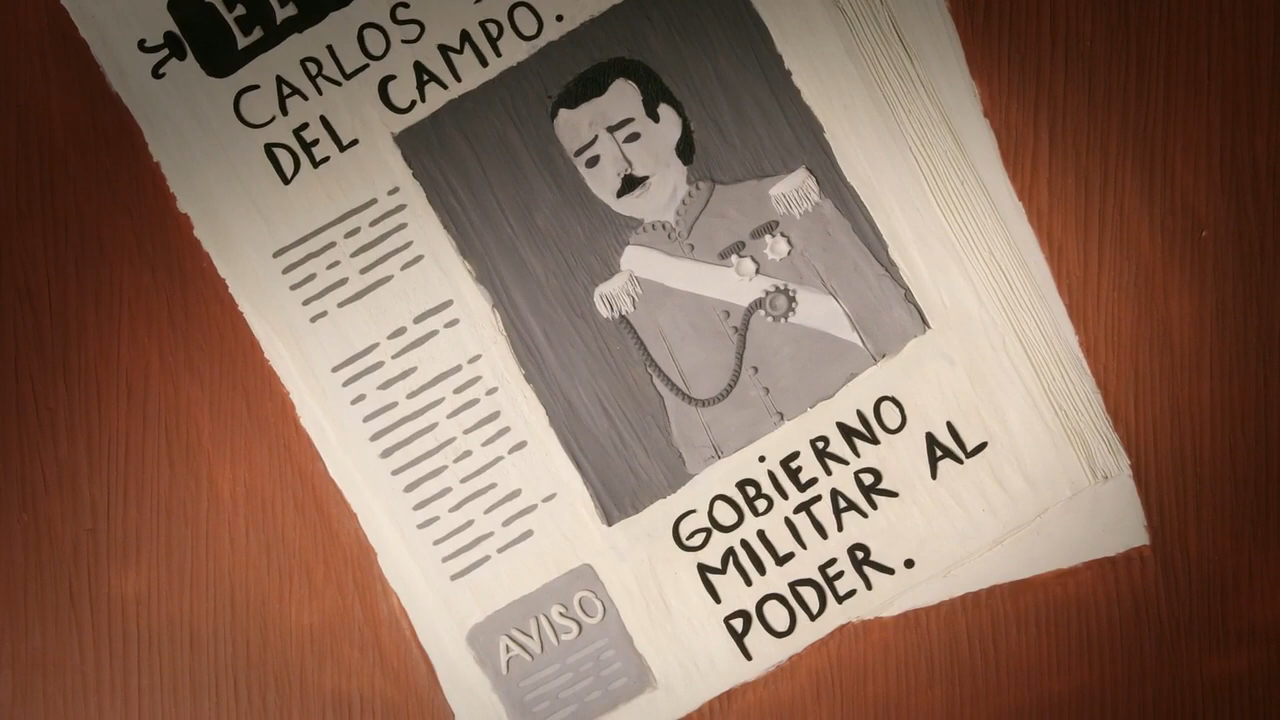 CARLOS
DEL CAMPO.
GOBiERNO
MILITAR AL
PODER.
AVISO